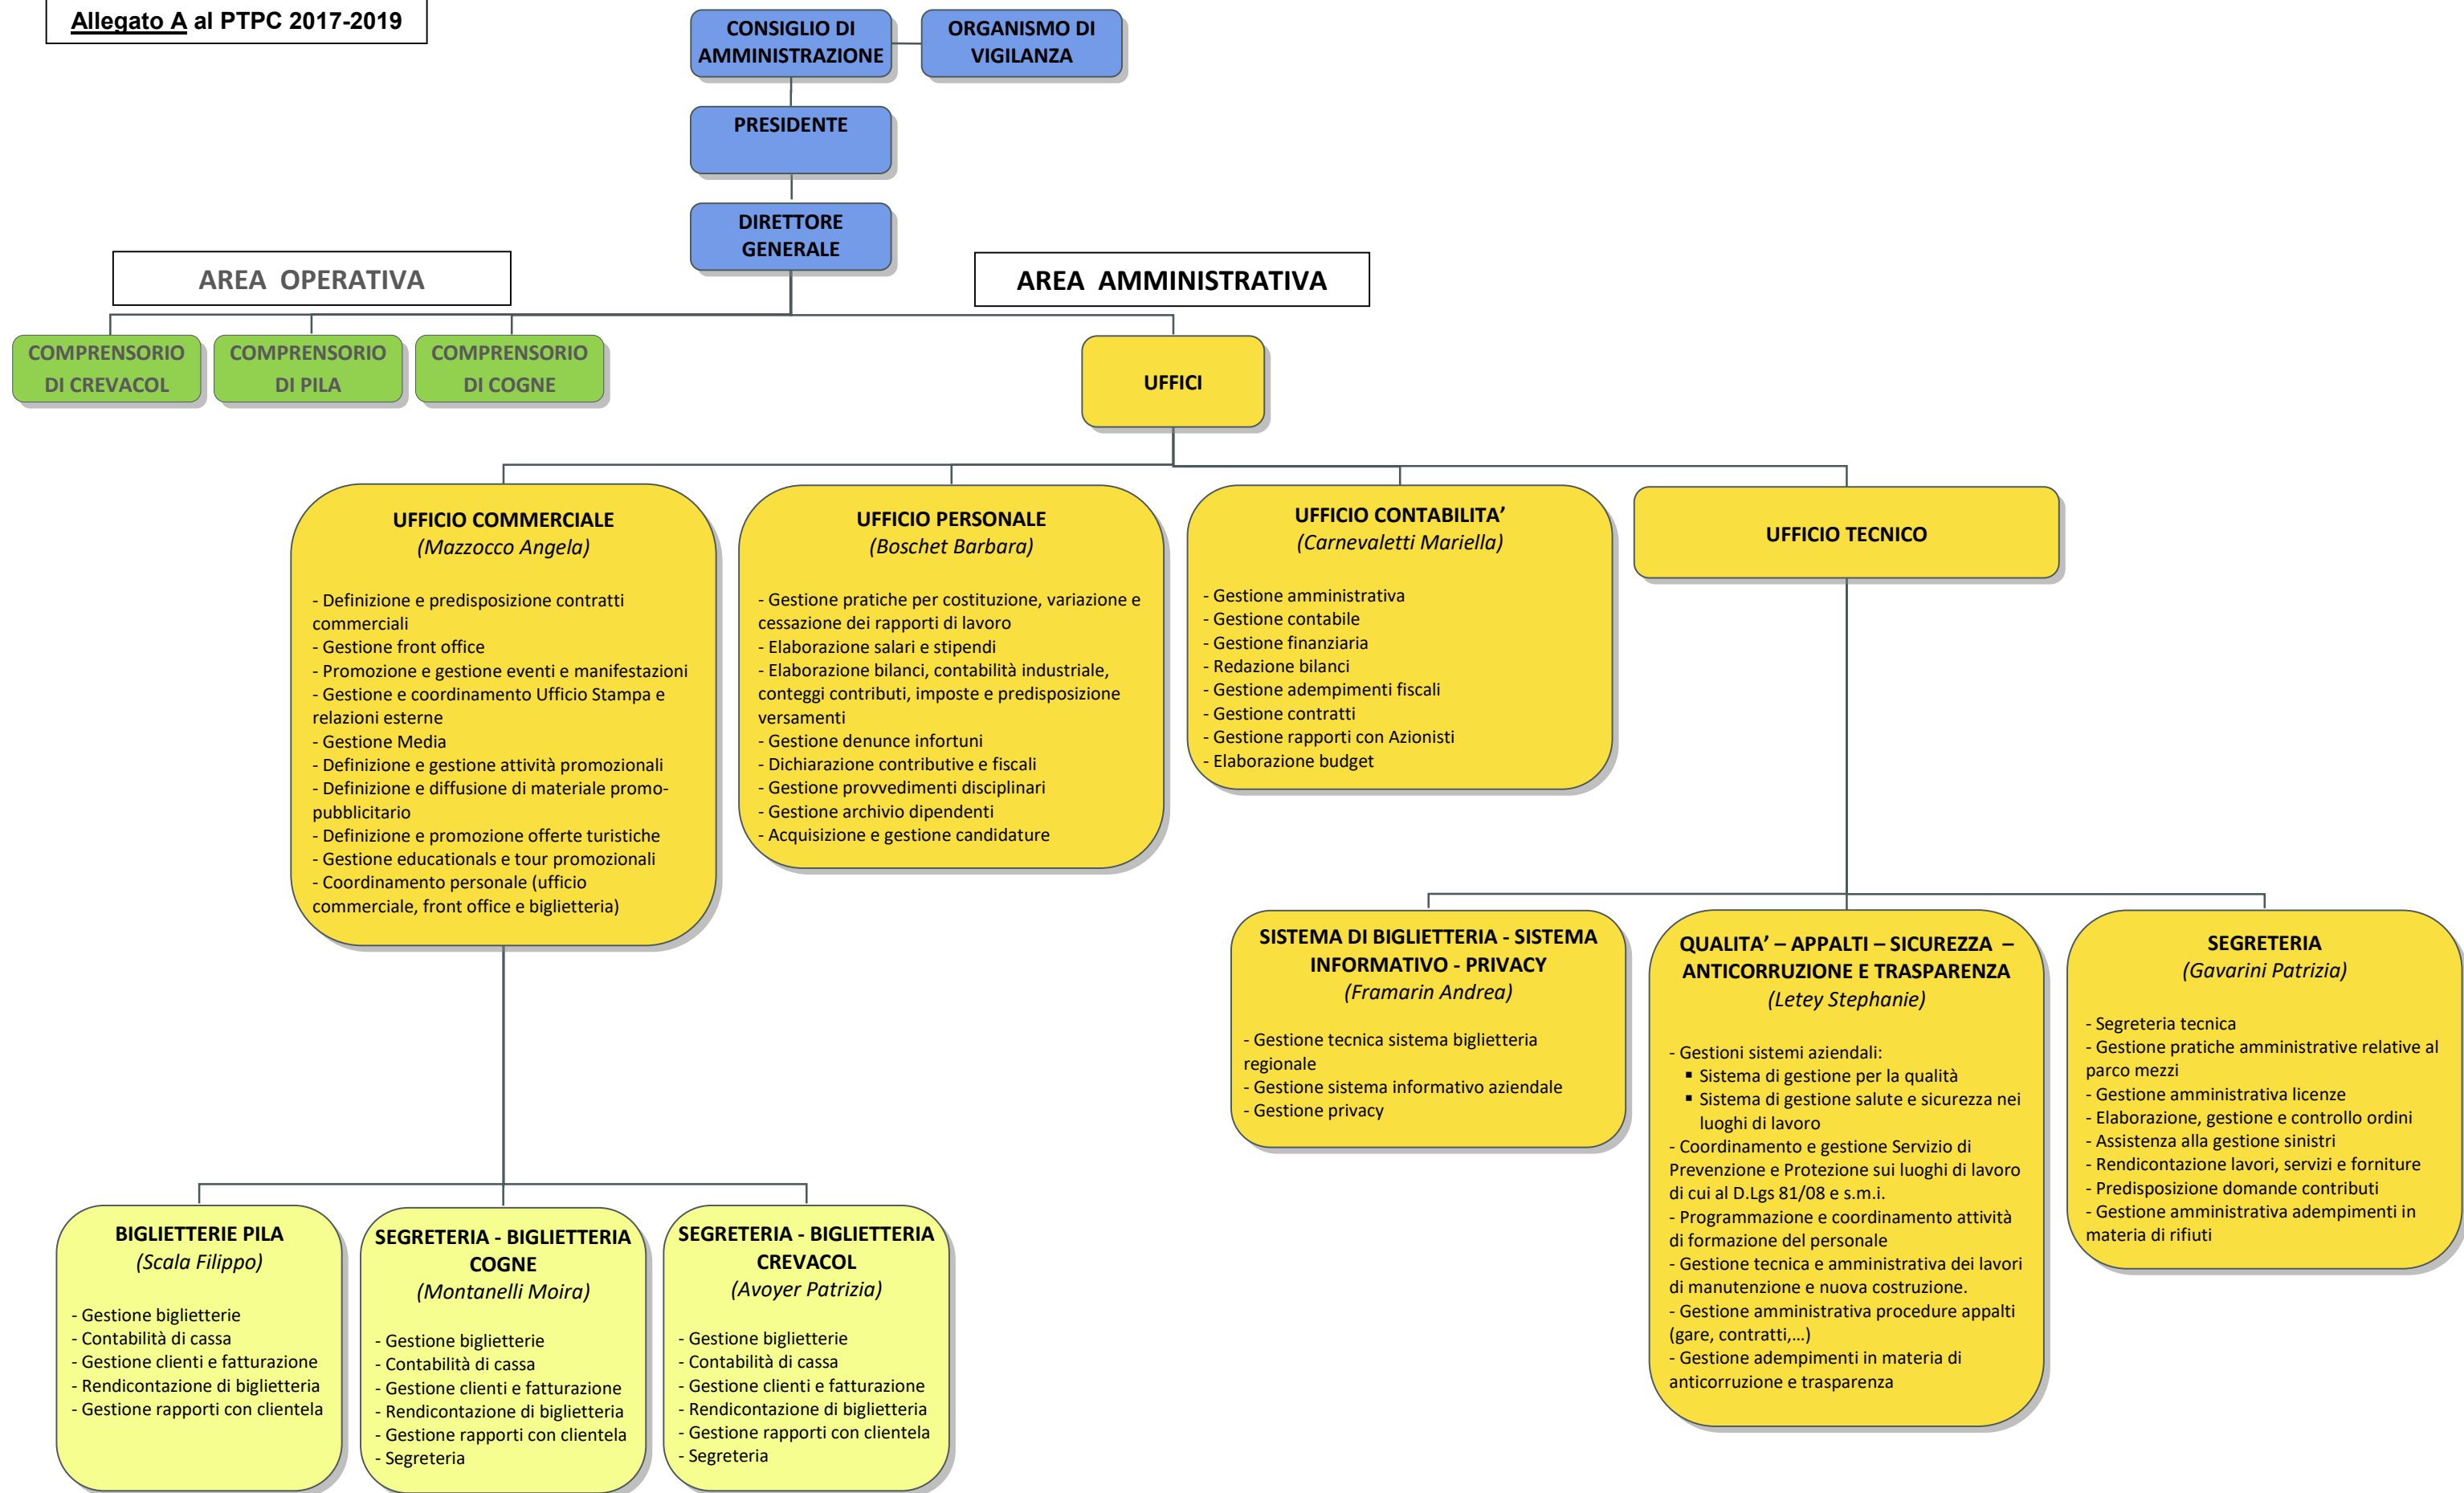 Allegato A al PTPC 2017-2019
CONSIGLIO DI
AMMINISTRAZIONE
ORGANISMO DI
VIGILANZA
PRESIDENTE
DIRETTORE
GENERALE
AREA OPERATIVA
AREA AMMINISTRATIVA
COMPRENSORIO
DI CREVACOL
COMPRENSORIO
DI PILA
COMPRENSORIO
DI COGNE
UFFICI
UFFICIO COMMERCIALE
(Mazzocco Angela)
- Definizione e predisposizione contratti
commerciali
- Gestione front office
- Promozione e gestione eventi e manifestazioni
- Gestione e coordinamento Ufficio Stampa e
relazioni esterne
- Gestione Media
- Definizione e gestione attività promozionali
- Definizione e diffusione di materiale promo-
pubblicitario
- Definizione e promozione offerte turistiche
- Gestione educationals e tour promozionali
- Coordinamento personale (ufficio
commerciale, front office e biglietteria)
UFFICIO PERSONALE
(Boschet Barbara)
- Gestione pratiche per costituzione, variazione e
cessazione dei rapporti di lavoro
- Elaborazione salari e stipendi
- Elaborazione bilanci, contabilità industriale,
conteggi contributi, imposte e predisposizione
versamenti
- Gestione denunce infortuni
- Dichiarazione contributive e fiscali
- Gestione provvedimenti disciplinari
- Gestione archivio dipendenti
- Acquisizione e gestione candidature
UFFICIO CONTABILITA’
(Carnevaletti Mariella)
- Gestione amministrativa
- Gestione contabile
- Gestione finanziaria
- Redazione bilanci
- Gestione adempimenti fiscali
- Gestione contratti
- Gestione rapporti con Azionisti
- Elaborazione budget
UFFICIO TECNICO
SISTEMA DI BIGLIETTERIA - SISTEMA
INFORMATIVO - PRIVACY
(Framarin Andrea)
- Gestione tecnica sistema biglietteria
regionale
- Gestione sistema informativo aziendale
- Gestione privacy
QUALITA’ – APPALTI – SICUREZZA –
ANTICORRUZIONE E TRASPARENZA
(Letey Stephanie)
- Gestioni sistemi aziendali:
▪ Sistema di gestione per la qualità
▪ Sistema di gestione salute e sicurezza nei
luoghi di lavoro
- Coordinamento e gestione Servizio di
Prevenzione e Protezione sui luoghi di lavoro
di cui al D.Lgs 81/08 e s.m.i.
- Programmazione e coordinamento attività
di formazione del personale
- Gestione tecnica e amministrativa dei lavori
di manutenzione e nuova costruzione.
- Gestione amministrativa procedure appalti
(gare, contratti,…)
- Gestione adempimenti in materia di
anticorruzione e trasparenza
SEGRETERIA
(Gavarini Patrizia)
- Segreteria tecnica
- Gestione pratiche amministrative relative al
parco mezzi
- Gestione amministrativa licenze
- Elaborazione, gestione e controllo ordini
- Assistenza alla gestione sinistri
- Rendicontazione lavori, servizi e forniture
- Predisposizione domande contributi
- Gestione amministrativa adempimenti in
materia di rifiuti
BIGLIETTERIE PILA
(Scala Filippo)
- Gestione biglietterie
- Contabilità di cassa
- Gestione clienti e fatturazione
- Rendicontazione di biglietteria
- Gestione rapporti con clientela
SEGRETERIA - BIGLIETTERIA
COGNE
(Montanelli Moira)
- Gestione biglietterie
- Contabilità di cassa
- Gestione clienti e fatturazione
- Rendicontazione di biglietteria
- Gestione rapporti con clientela
- Segreteria
SEGRETERIA - BIGLIETTERIA
CREVACOL
(Avoyer Patrizia)
- Gestione biglietterie
- Contabilità di cassa
- Gestione clienti e fatturazione
- Rendicontazione di biglietteria
- Gestione rapporti con clientela
- Segreteria